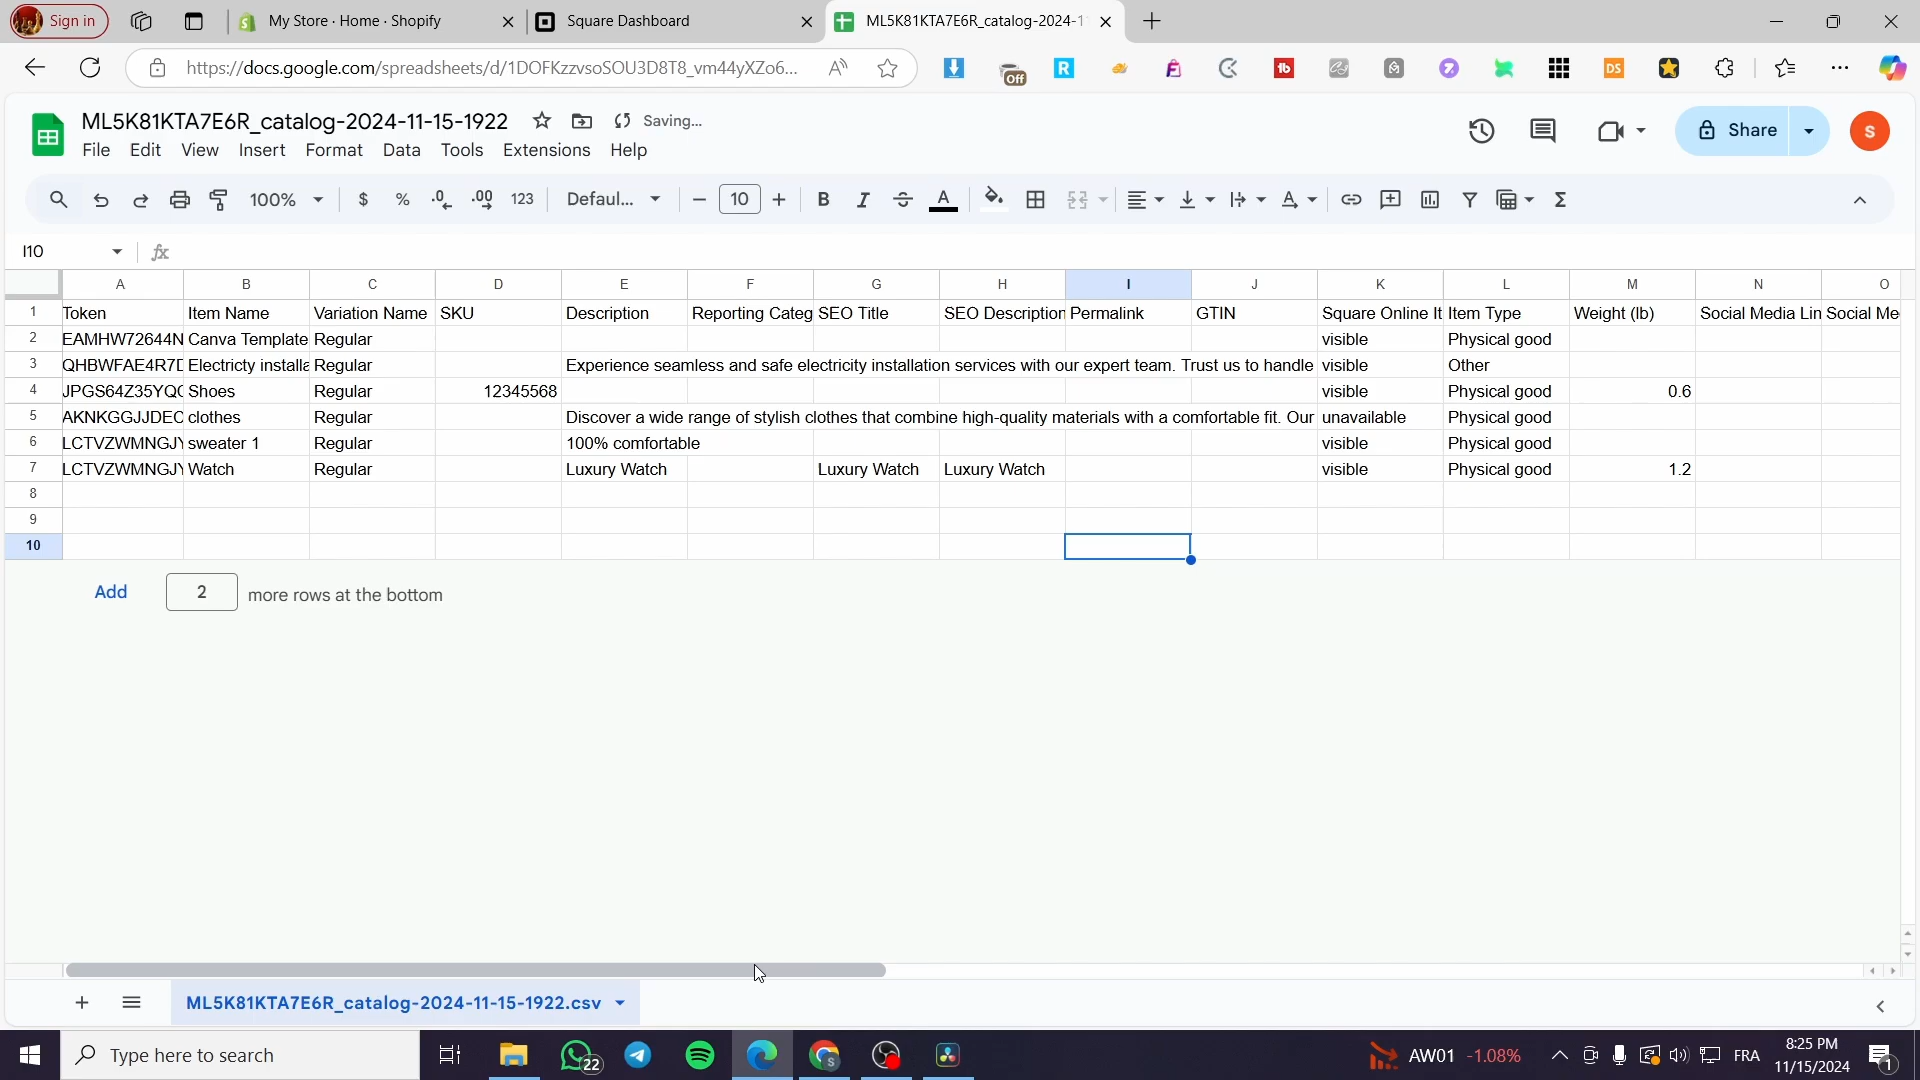 Sign in
My Store · Home · Shopify
Square Dashboard
ML5K81KTA7E6R_catalog-2024-1
https://docs.google.com/spreadsheets/d/1DOFKzzvsoSOU3D8T8_vm44yXZo6...
Off
ML5K81KTA7E6R_catalog-2024-11-15-1922
Saving...
Share
S
File Edit View Insert Format Data Tools Extensions Help
100% $ % .0 .00 123 Defaul... 10 B I A
I10 fx
A B C D E F G H I J K L M N O
1 Token Item Name Variation Name SKU Description Reporting Categ SEO Title SEO Description Permalink GTIN Square Online It Item Type Weight (lb) Social Media Lin Social Me
2 EAMHW72644N Canva Template Regular visible Physical good
3 QHBWFAE4R7D Electricty installa Regular Experience seamless and safe electricity installation services with our expert team. Trust us to handle visible Other
4 JPGS64Z35YQ Shoes Regular 12345568 visible Physical good 0.6
5 AKNKGGJJDEC clothes Regular Discover a wide range of stylish clothes that combine high-quality materials with a comfortable fit. Our unavailable Physical good
6 LCTVZWMNGJY sweater 1 Regular 100% comfortable visible Physical good
7 LCTVZWMNGJY Watch Regular Luxury Watch Luxury Watch Luxury Watch visible Physical good 1.2
8
9
10
Add 2 more rows at the bottom
ML5K81KTA7E6R_catalog-2024-11-15-1922.csv
Type here to search
22
AW01 -1.08%
FRA
8:25 PM
11/15/2024
1